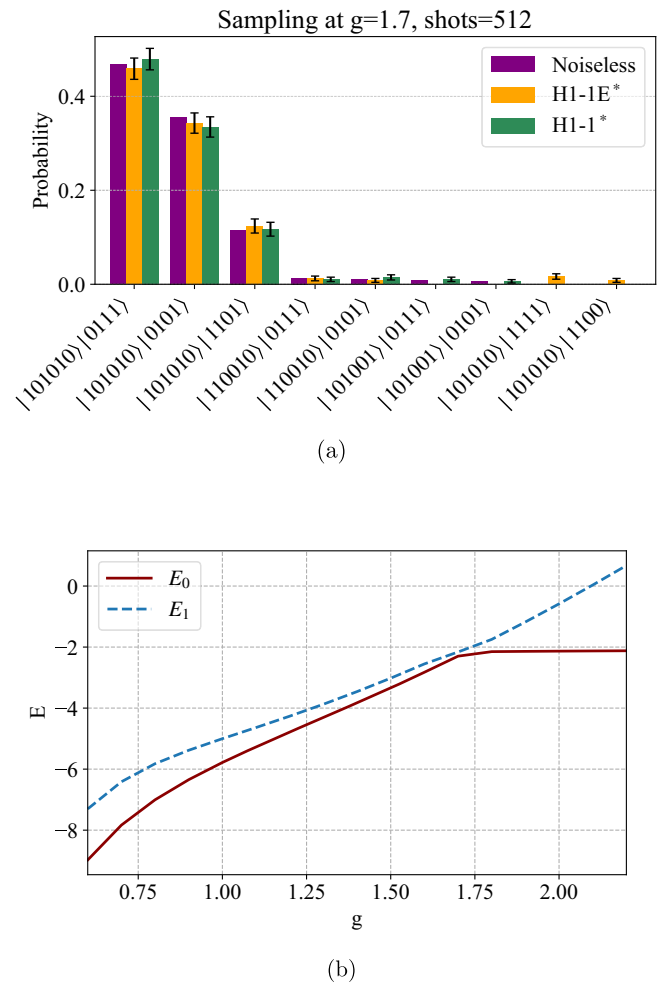 Sampling at g=1.7, shots=512
Probability
0.4
0.2
0.0
Noiseless
H1-1E*
H1-1*
|101010⟩|0111⟩
|101010⟩|0101⟩
|101010⟩|1101⟩
|110010⟩|0111⟩
|110010⟩|0101⟩
|101001⟩|0111⟩
|101001⟩|0101⟩
|101010⟩|1111⟩
|101010⟩|1100⟩
(a)
E
0
−2
−4
−6
−8
E₀
E₁
0.75 1.00 1.25 1.50 1.75 2.00
g
(b)